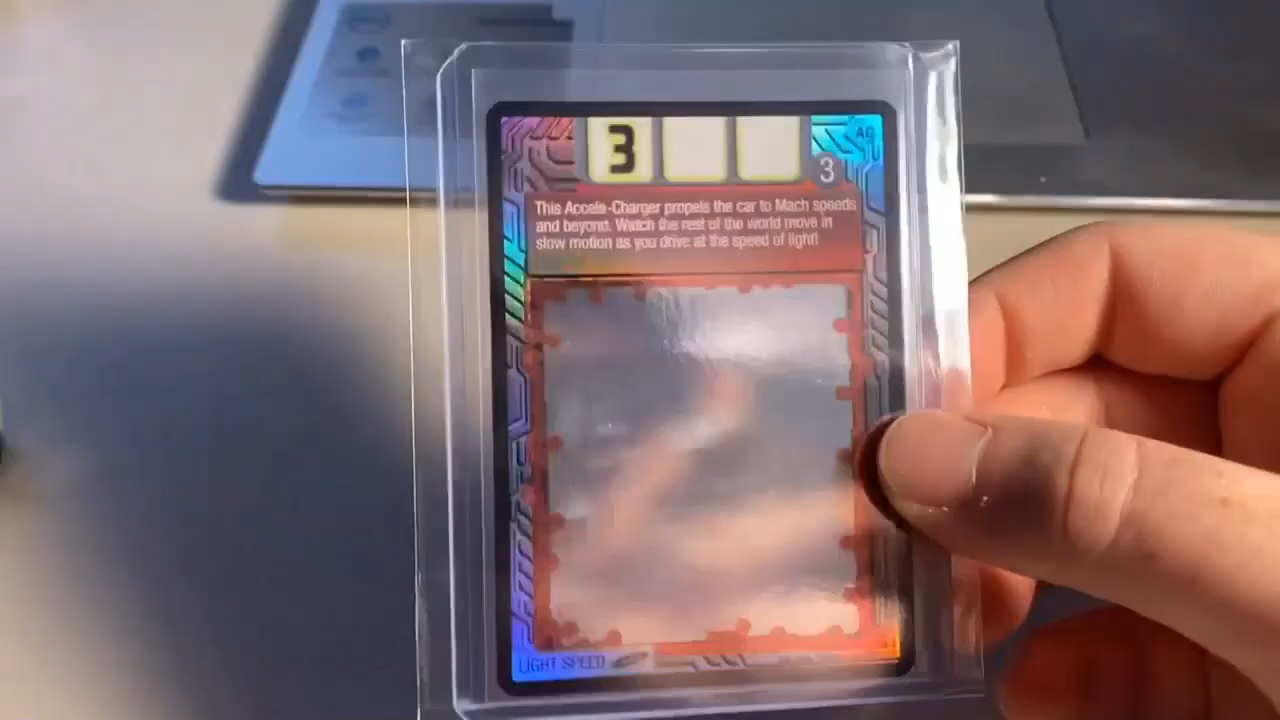 3
AC
3
This Accele-Charger propels the car to Mach speeds
and beyond. Watch the rest of the world move in
slow motion as you drive at the speed of light!
LIGHT SPEED